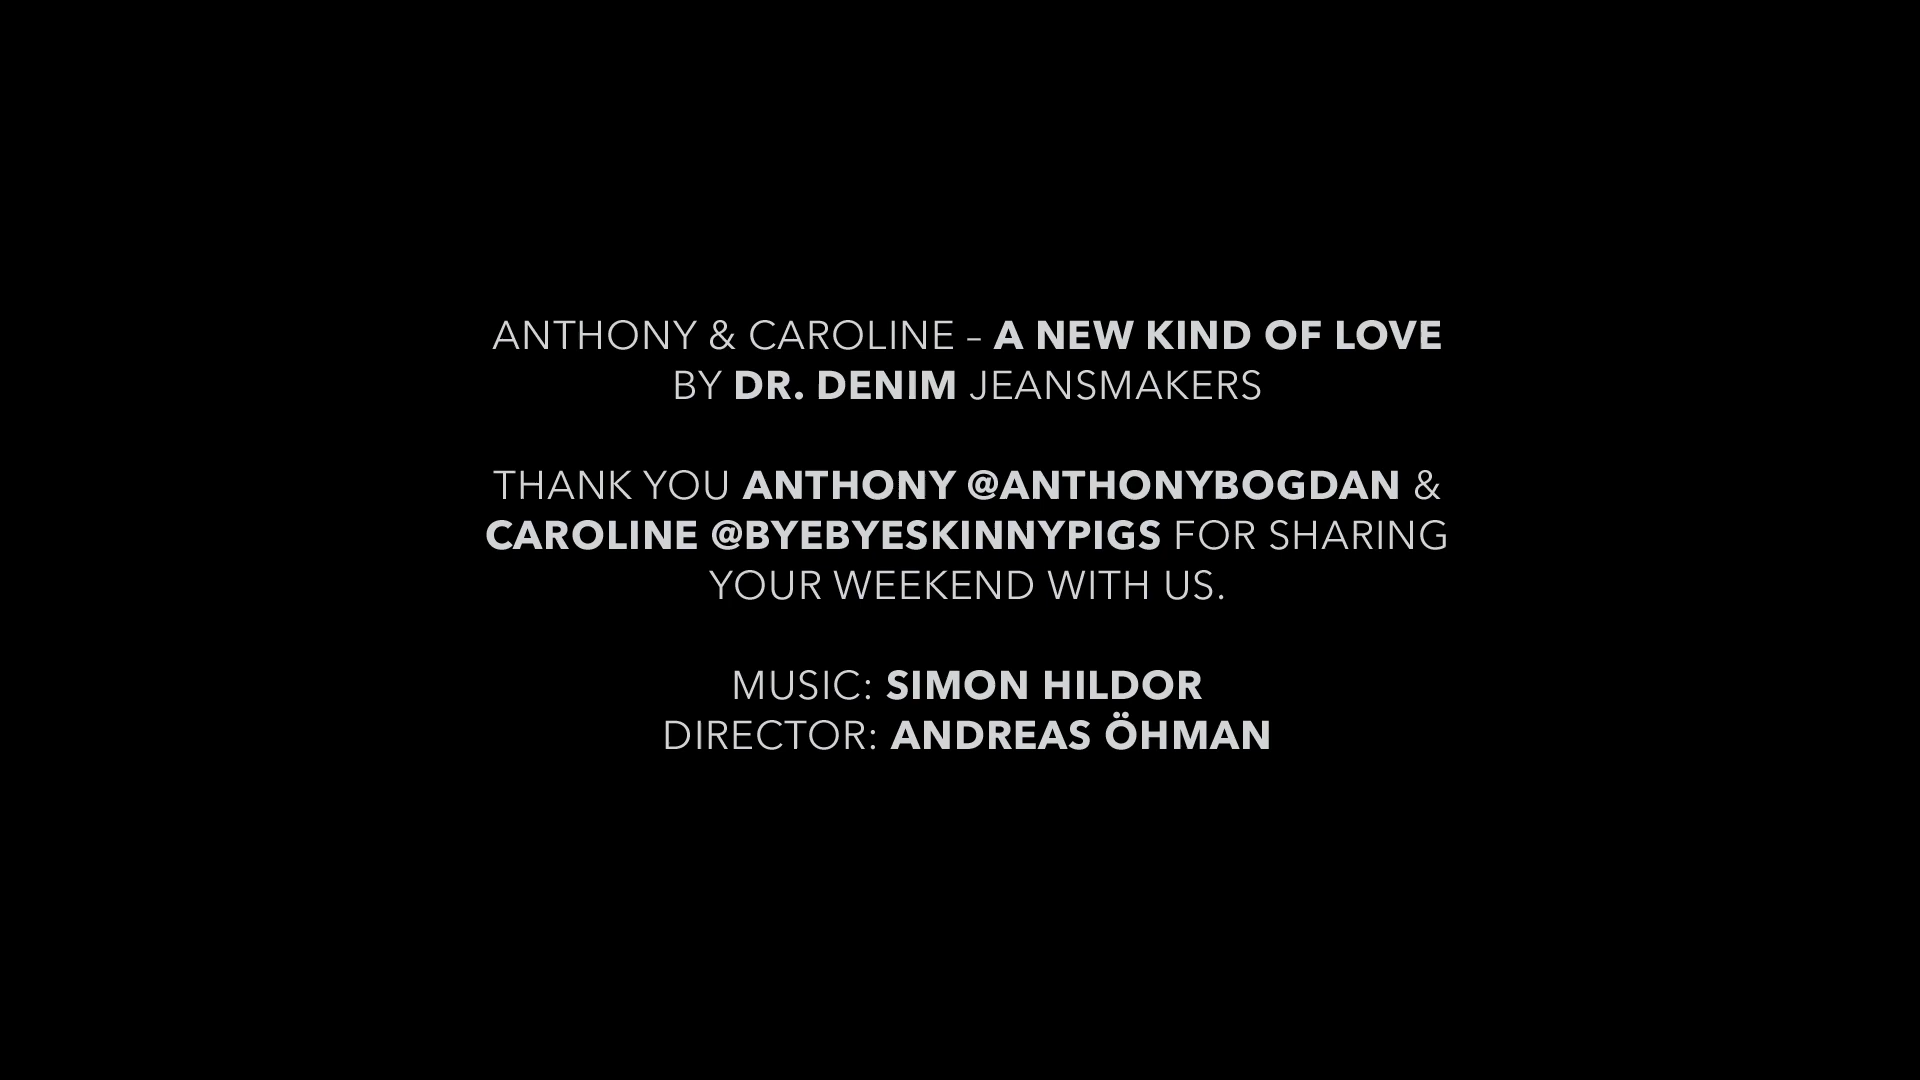 ANTHONY & CAROLINE – A NEW KIND OF LOVE
BY DR. DENIM JEANSMAKERS
THANK YOU ANTHONY @ANTHONYBOGDAN &
CAROLINE @BYEBYESKINNYPIGS FOR SHARING
YOUR WEEKEND WITH US.
MUSIC: SIMON HILDOR
DIRECTOR: ANDREAS ÖHMAN